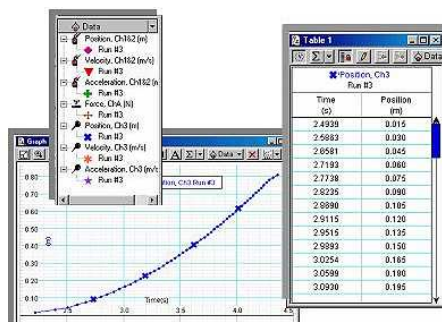 Data
Position, Ch1&2 (m)
Run #3
Velocity, Ch1&2 (m/s)
Run #3
Acceleration, Ch1&2 (m
Run #3
Force, ChA (N)
Run #3
Position, Ch3 (m)
Run #3
Velocity, Ch3 (m/s)
Run #3
Acceleration, Ch3 (m/s
Run #3
Graph
A Σ Data
tion, Ch3 Run #3
0.80
0.60
0.50
0.40
0.30
0.20
0.10
2.5
3.0
3.5
4.0
4.5
Time(s)
Table 1
Σ Data
Position, Ch3
Run #3
Time Position
(s) (m)
2.4939 0.015
2.5863 0.030
2.6581 0.045
2.7193 0.060
2.7738 0.075
2.8235 0.090
2.8690 0.105
2.9115 0.120
2.9515 0.135
2.9893 0.150
3.0254 0.165
3.0599 0.180
3.0930 0.195